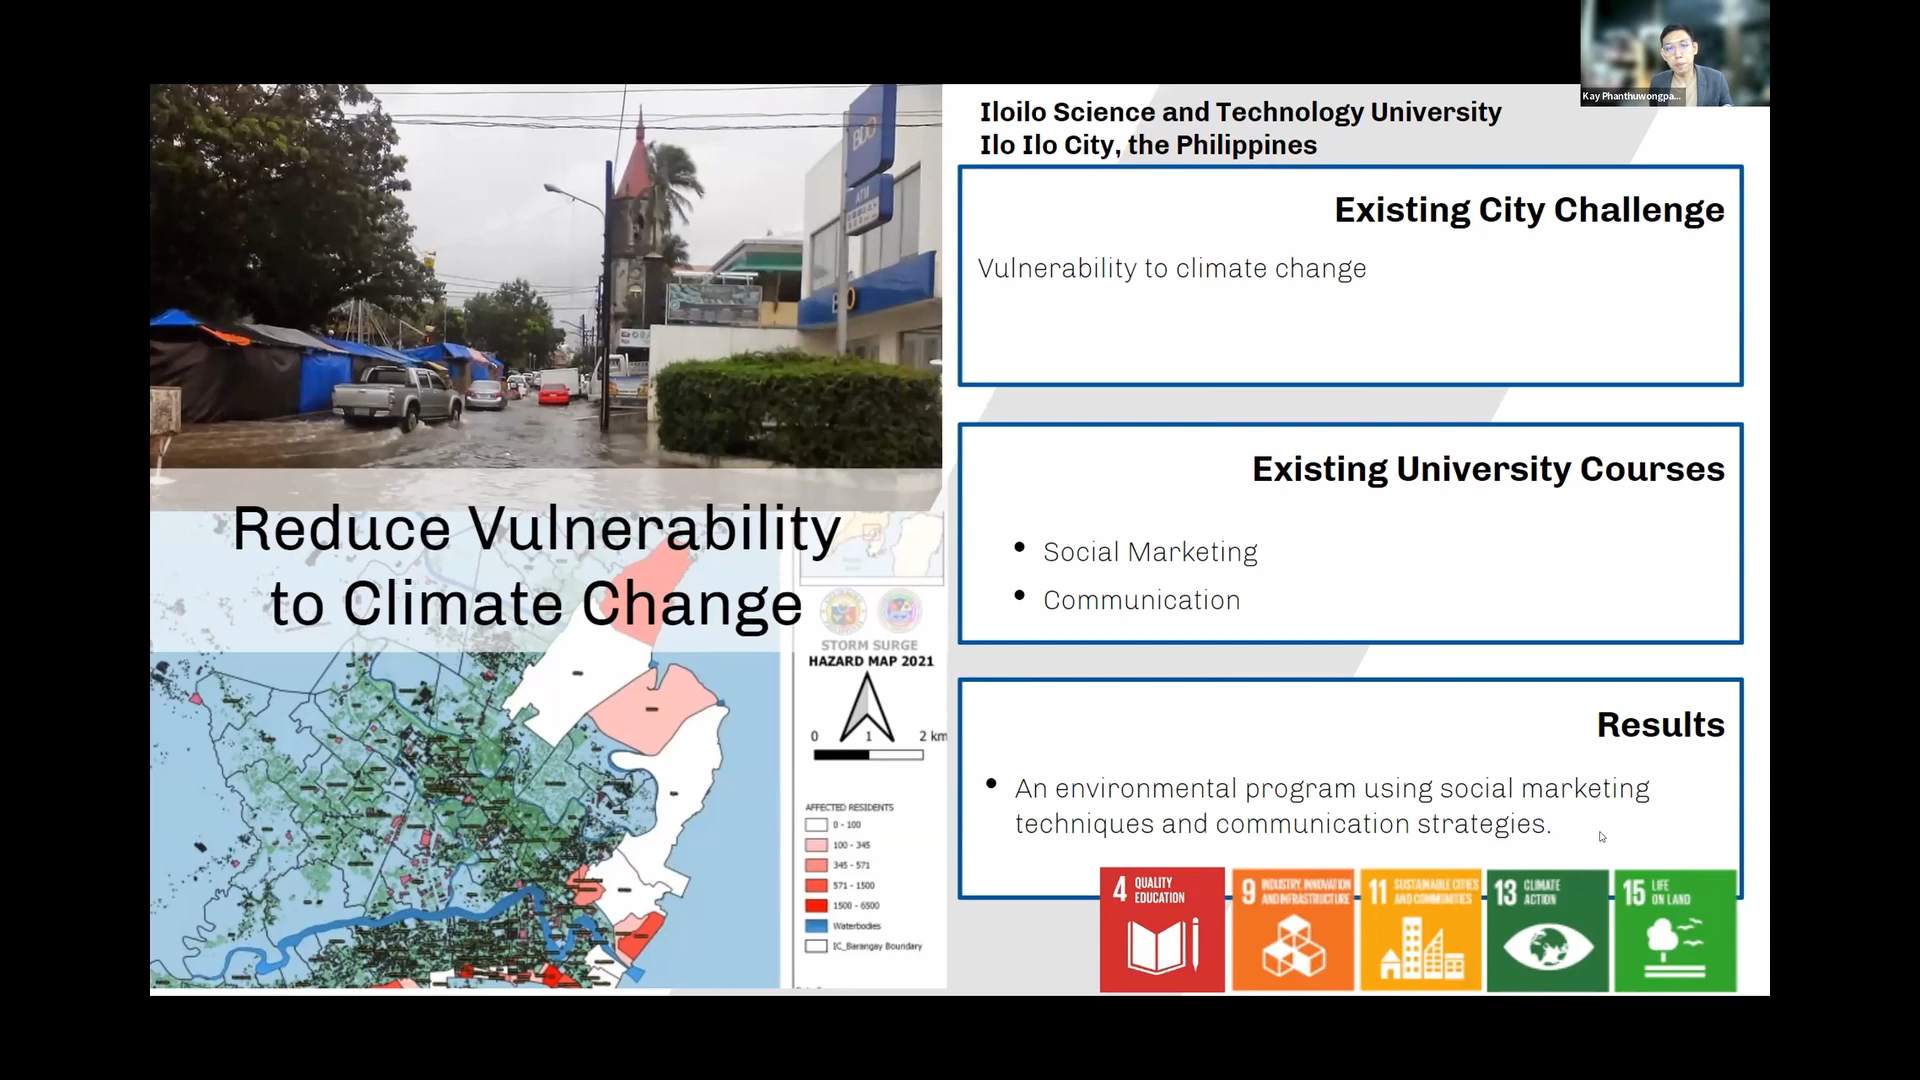 Kay Phanthuwongpa...
Iloilo Science and Technology University
Ilo Ilo City, the Philippines
Existing City Challenge
Vulnerability to climate change
Existing University Courses
• Social Marketing
• Communication
Results
• An environmental program using social marketing
techniques and communication strategies.
4 QUALITY
EDUCATION
9 INDUSTRY, INNOVATION
AND INFRASTRUCTURE
11 SUSTAINABLE CITIES
AND COMMUNITIES
13 CLIMATE
ACTION
15 LIFE
ON LAND
BDO
ATM
Reduce Vulnerability
to Climate Change
STORM SURGE
HAZARD MAP 2021
0 1 2 km
AFFECTED RESIDENTS
0 - 100
100 - 345
345 - 571
571 - 1500
1500 - 6500
Waterbodies
IC_Barangay Boundary